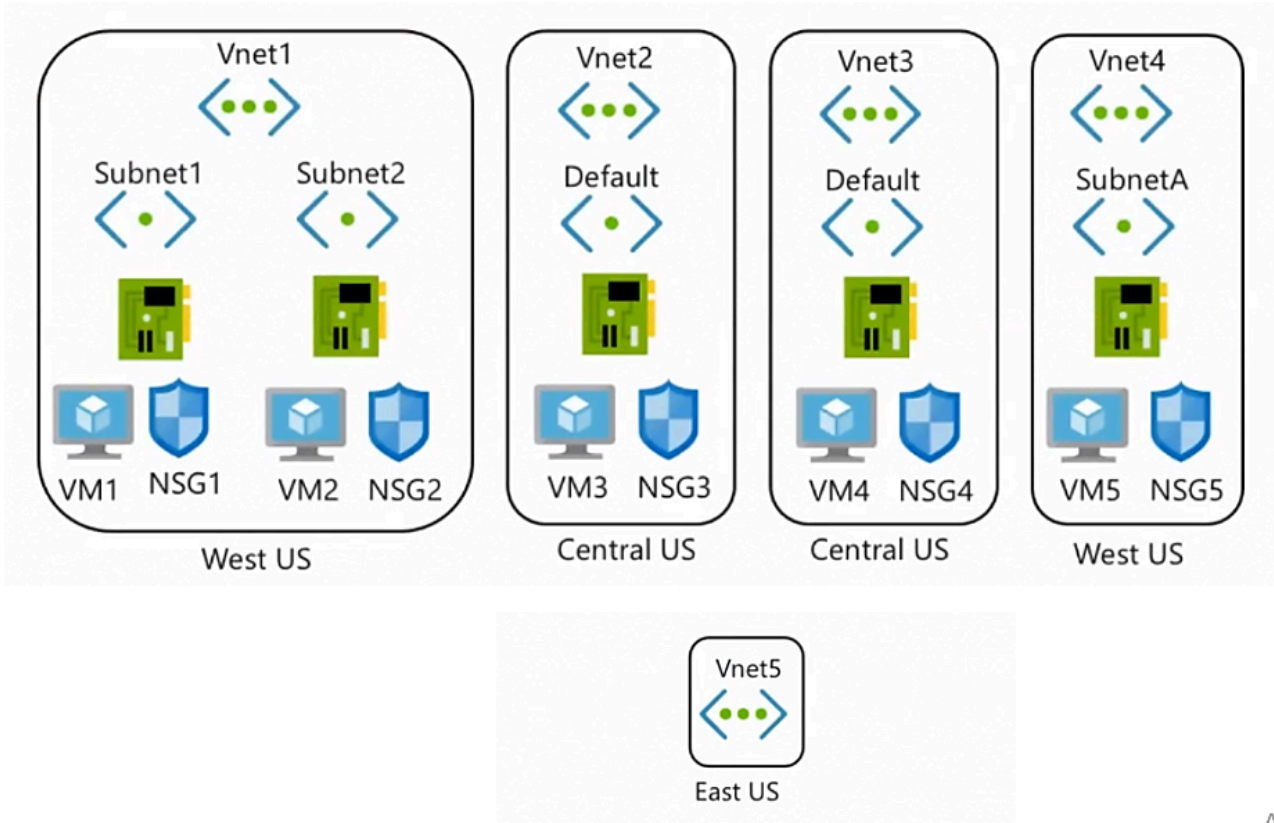 Vnet1
Subnet1 Subnet2
VM1 NSG1 VM2 NSG2
West US
Vnet2
Default
VM3 NSG3
Central US
Vnet3
Default
VM4 NSG4
Central US
Vnet4
SubnetA
VM5 NSG5
West US
Vnet5
East US